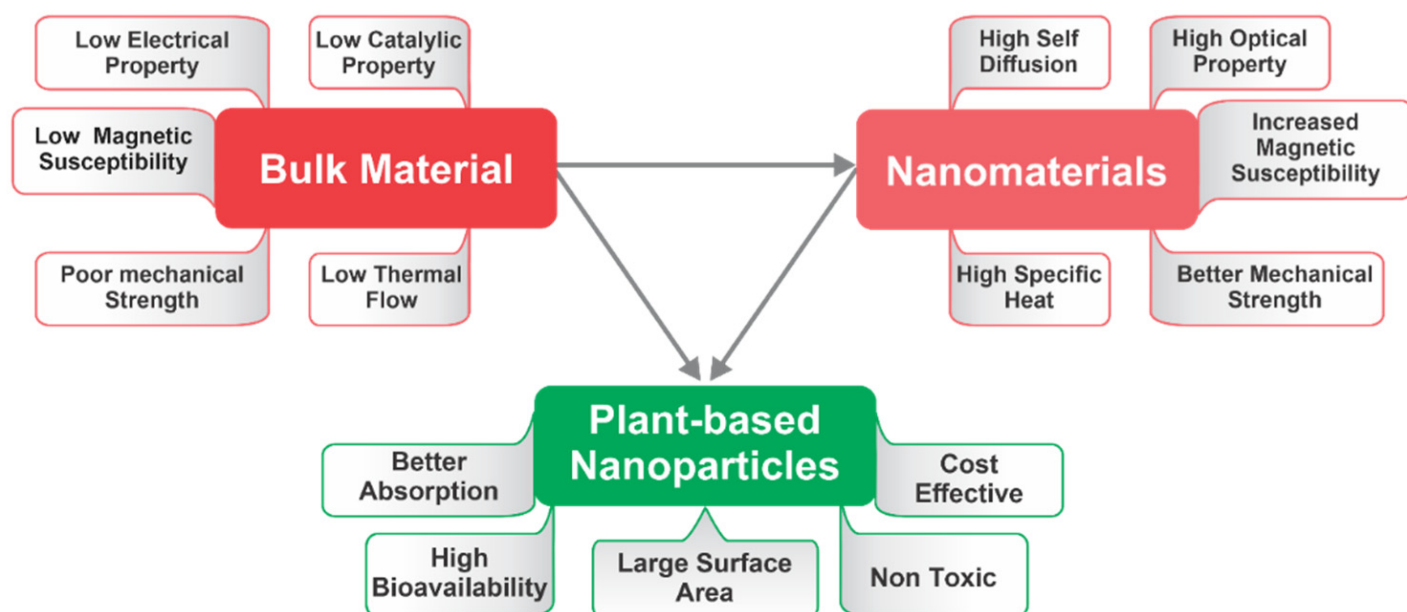 Low Electrical
Property
Low Catalylic
Property
Low Magnetic
Susceptibility
Bulk Material
Poor mechanical
Strength
Low Thermal
Flow
High Self
Diffusion
High Optical
Property
Nanomaterials
Increased
Magnetic
Susceptibility
High Specific
Heat
Better Mechanical
Strength
Plant-based
Nanoparticles
Better
Absorption
Cost
Effective
High
Bioavailability
Large Surface
Area
Non Toxic